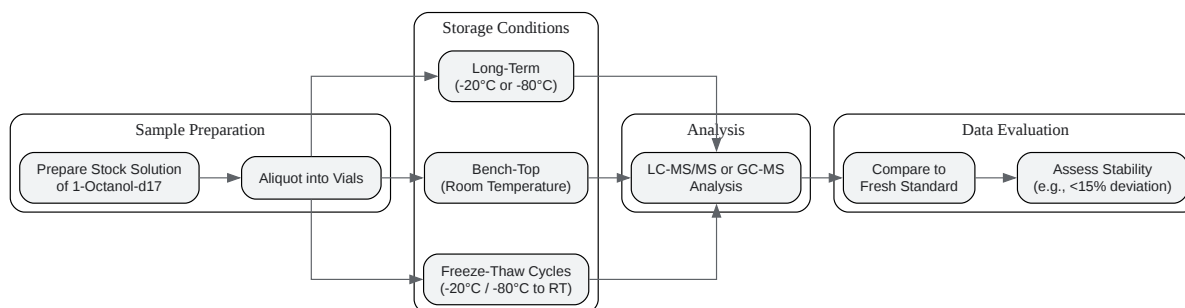 Sample Preparation
Prepare Stock Solution
of 1-Octanol-d17
Aliquot into Vials
Storage Conditions
Long-Term
(-20°C or -80°C)
Bench-Top
(Room Temperature)
Freeze-Thaw Cycles
(-20°C / -80°C to RT)
Analysis
LC-MS/MS or GC-MS
Analysis
Data Evaluation
Compare to
Fresh Standard
Assess Stability
(e.g., <15% deviation)